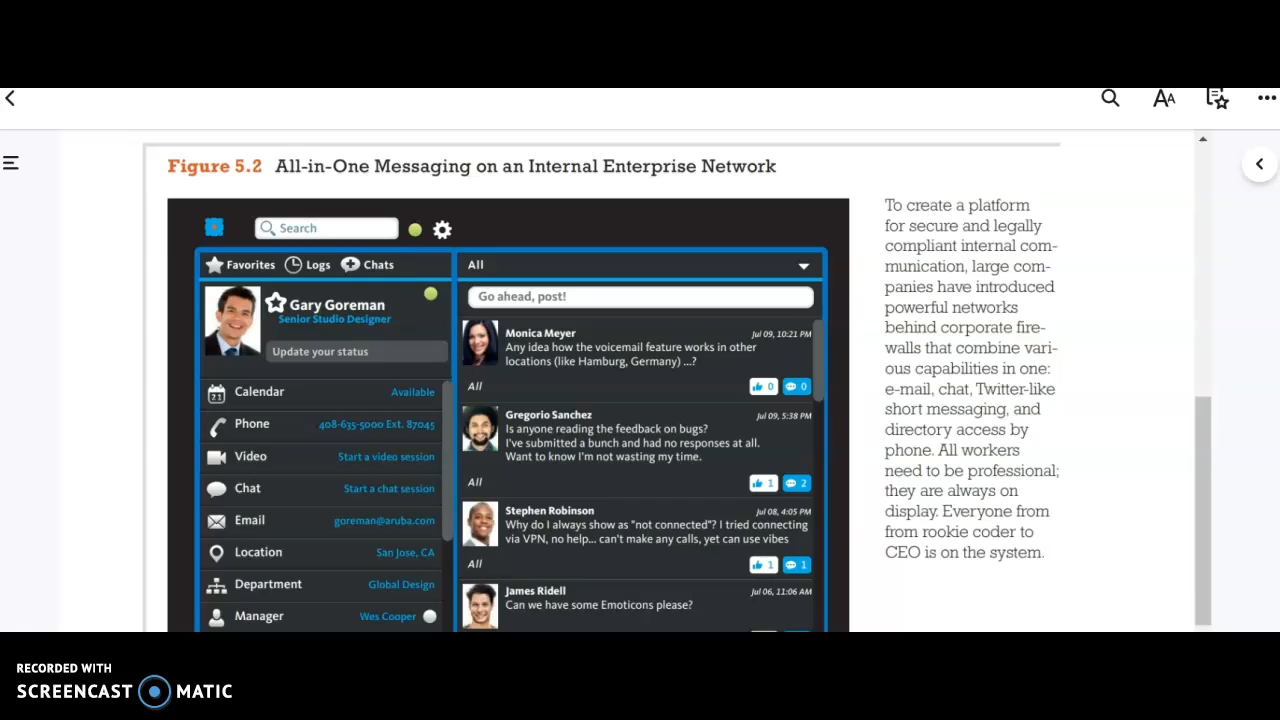 Figure 5.2 All-in-One Messaging on an Internal Enterprise Network
Search
Favorites Logs Chats
Gary Goreman
Senior Studio Designer
Update your status
Calendar Available
Phone 408-635-5000 Ext. 87045
Video Start a video session
Chat Start a chat session
Email goreman@aruba.com
Location San Jose, CA
Department Global Design
Manager Wes Cooper
All
Go ahead, post!
Monica Meyer Jul 09, 10:21 PM
Any idea how the voicemail feature works in other
locations (like Hamburg, Germany) ...?
All 0 0
Gregorio Sanchez Jul 09, 5:38 PM
Is anyone reading the feedback on bugs?
I've submitted a bunch and had no responses at all.
Want to know I'm not wasting my time.
All 1 2
Stephen Robinson Jul 08, 4:05 PM
Why do I always show as "not connected"? I tried connecting
via VPN, no help... can't make any calls, yet can use vibes
All 1 1
James Ridell Jul 06, 11:06 AM
Can we have some Emoticons please?
To create a platform
for secure and legally
compliant internal com-
munication, large com-
panies have introduced
powerful networks
behind corporate fire-
walls that combine vari-
ous capabilities in one:
e-mail, chat, Twitter-like
short messaging, and
directory access by
phone. All workers
need to be professional;
they are always on
display. Everyone from
from rookie coder to
CEO is on the system.
RECORDED WITH
SCREENCAST MATIC